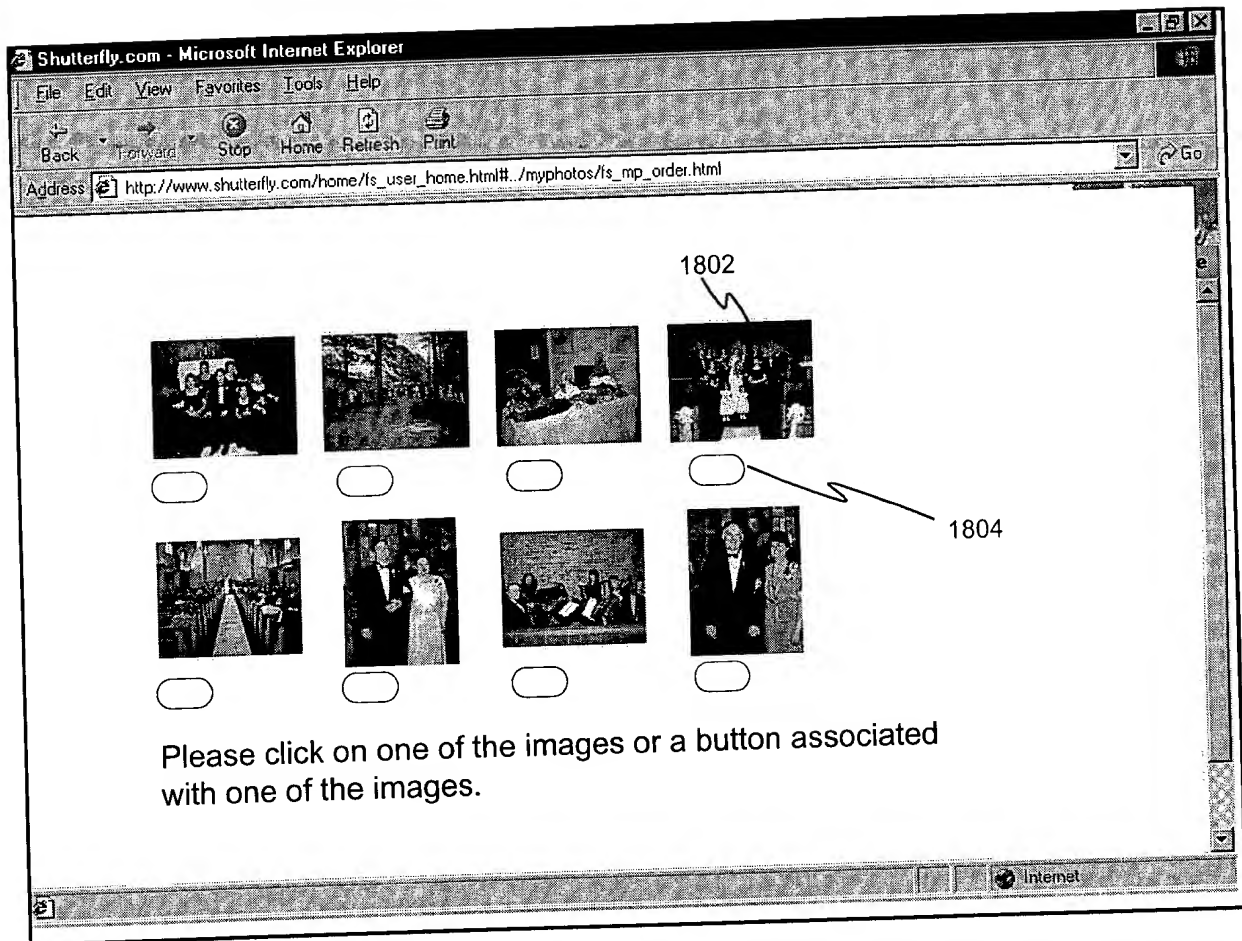 Shutterfly.com - Microsoft Internet Explorer
File Edit View Favorites Tools Help
Back Forward Stop Home Refresh Print
Address http://www.shutterfly.com/home/fs_user_home.html#../myphotos/fs_mp_order.html Go
e
1802
1804
Please click on one of the images or a button associated
with one of the images.
Internet